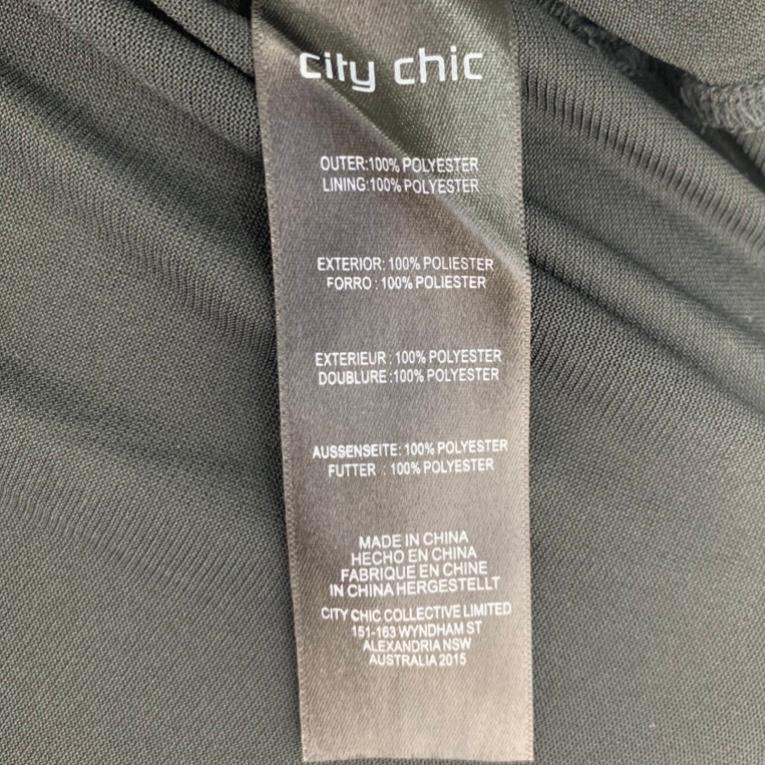 city chic
OUTER:100% POLYESTER
LINING:100% POLYESTER
EXTERIOR: 100% POLIESTER
FORRO : 100% POLIESTER
EXTERIEUR : 100% POLYESTER
DOUBLURE :100% POLYESTER
AUSSENSEITE: 100% POLYESTER
FUTTER : 100% POLYESTER
MADE IN CHINA
HECHO EN CHINA
FABRIQUE EN CHINE
IN CHINA HERGESTELLT
CITY CHIC COLLECTIVE LIMITED
151-163 WYNDHAM ST
ALEXANDRIA NSW
AUSTRALIA 2015